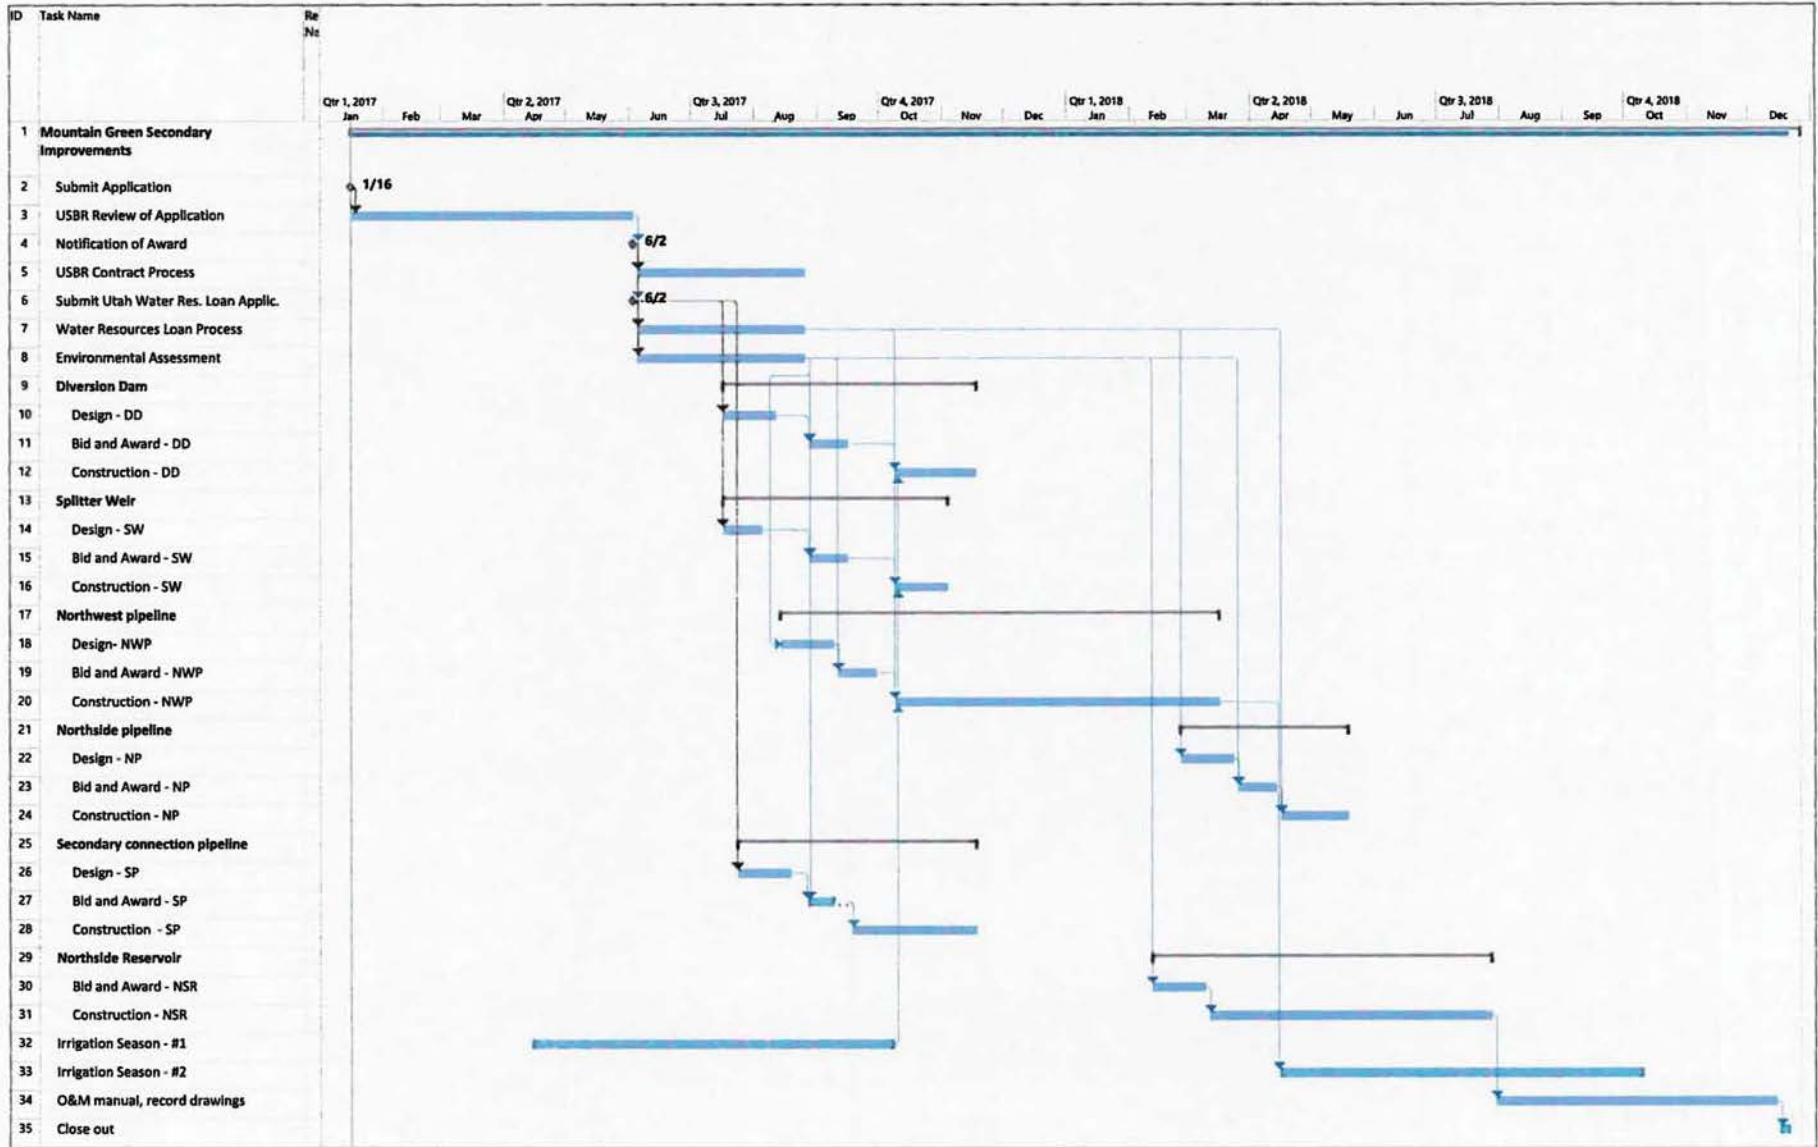 ID Task Name Re
No
Qtr 1, 2017 Qtr 2, 2017 Qtr 3, 2017 Qtr 4, 2017 Qtr 1, 2018 Qtr 2, 2018 Qtr 3, 2018 Qtr 4, 2018
Jan Feb Mar Apr May Jun Jul Aug Sep Oct Nov Dec Jan Feb Mar Apr May Jun Jul Aug Sep Oct Nov Dec
1 Mountain Green Secondary
Improvements
2 Submit Application 1/16
3 USBR Review of Application
4 Notification of Award 6/2
5 USBR Contract Process
6 Submit Utah Water Res. Loan Applic. 6/2
7 Water Resources Loan Process
8 Environmental Assessment
9 Diversion Dam
10 Design - DD
11 Bid and Award - DD
12 Construction - DD
13 Splitter Weir
14 Design - SW
15 Bid and Award - SW
16 Construction - SW
17 Northwest pipeline
18 Design- NWP
19 Bid and Award - NWP
20 Construction - NWP
21 Northside pipeline
22 Design - NP
23 Bid and Award - NP
24 Construction - NP
25 Secondary connection pipeline
26 Design - SP
27 Bid and Award - SP
28 Construction - SP
29 Northside Reservoir
30 Bid and Award - NSR
31 Construction - NSR
32 Irrigation Season - #1
33 Irrigation Season - #2
34 O&M manual, record drawings
35 Close out